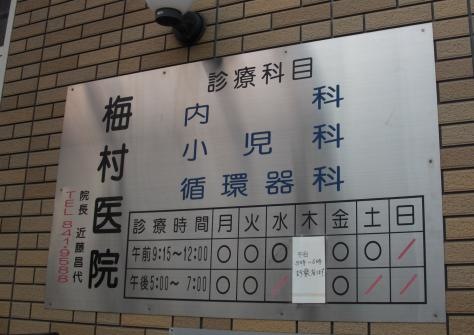 診療科目
内科
小児科
循環器科
梅村医院
院長 近藤昌代
TEL 841-9588
診療時間 月 火 水 木 金 土 日
午前9:15〜12:00 ○ ○ ○ ○ ○ /
午後5:00〜7:00 ○ ○ / ○ / /